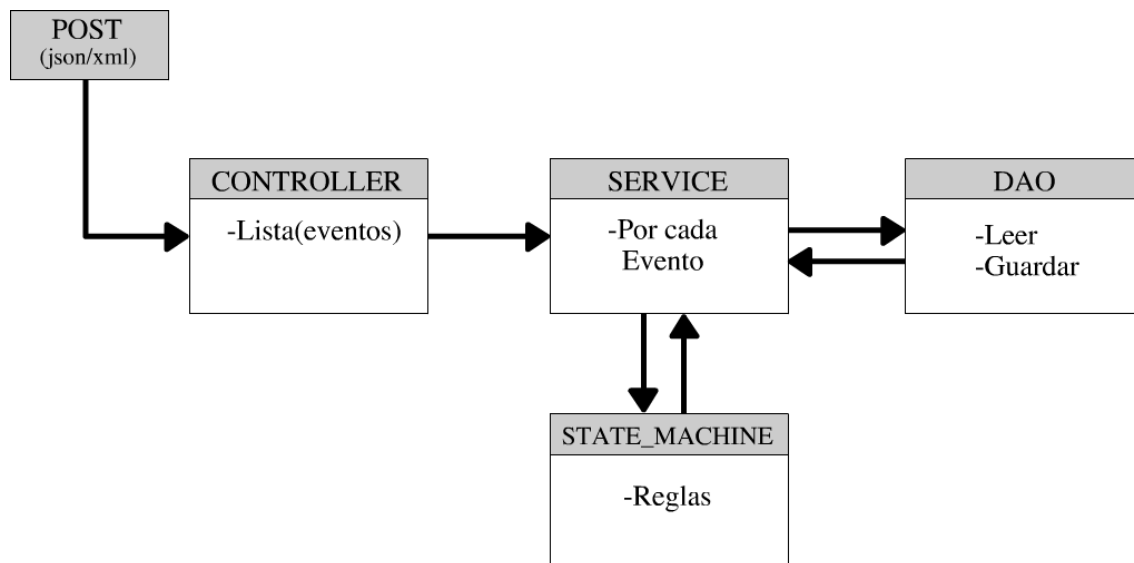 POST
(json/xml)
CONTROLLER
-Lista(eventos)
SERVICE
-Por cada
Evento
DAO
-Leer
-Guardar
STATE_MACHINE
-Reglas